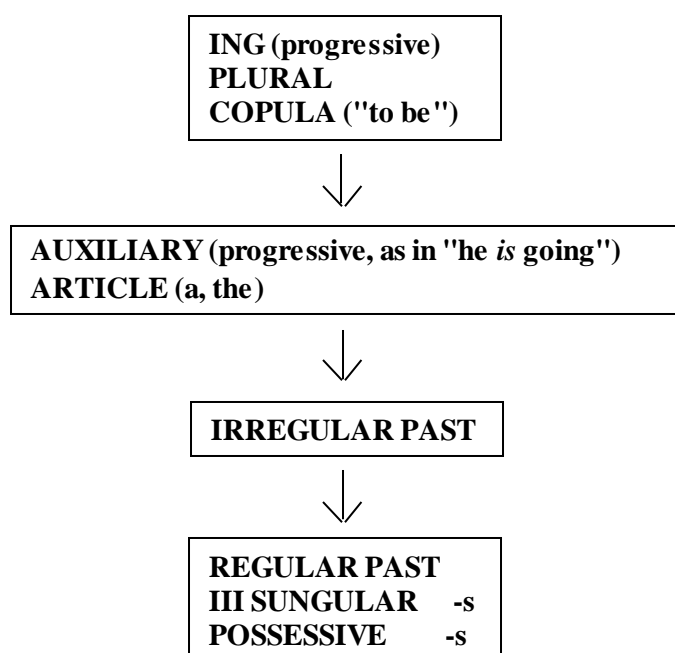 ING (progressive)
PLURAL
COPULA ("to be")
AUXILIARY (progressive, as in "he is going")
ARTICLE (a, the)
IRREGULAR PAST
REGULAR PAST
III SUNGULAR -s
POSSESSIVE -s